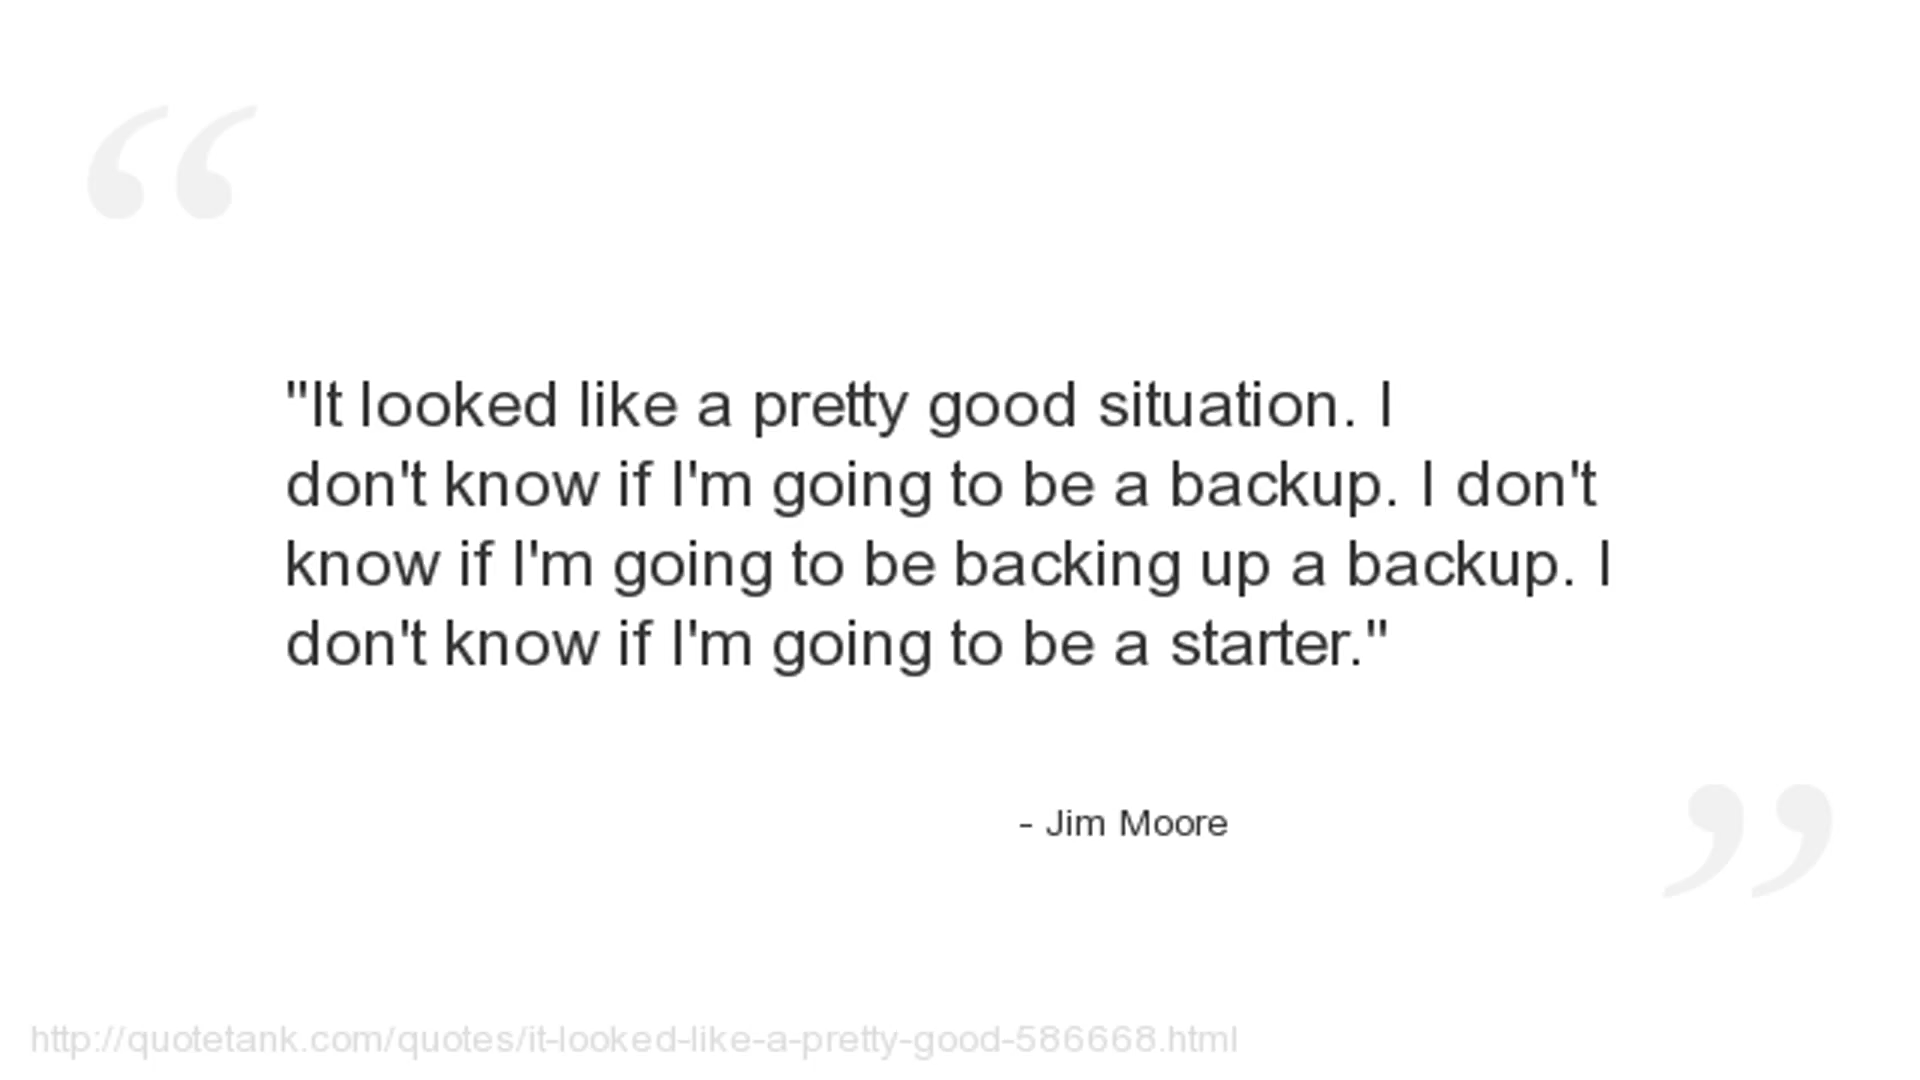 "It looked like a pretty good situation. I
don't know if I'm going to be a backup. I don't
know if I'm going to be backing up a backup. I
don't know if I'm going to be a starter."
- Jim Moore
http://quotetank.com/quotes/it-looked-like-a-pretty-good-586668.html